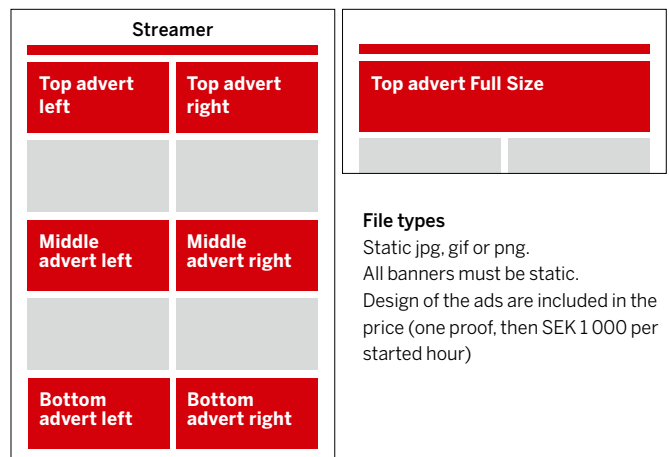 Streamer
Top advert
left
Top advert
right
Middle
advert left
Middle
advert right
Bottom
advert left
Bottom
advert right
Top advert Full Size
File types
Static jpg, gif or png.
All banners must be static.
Design of the ads are included in the
price (one proof, then SEK 1 000 per
started hour)